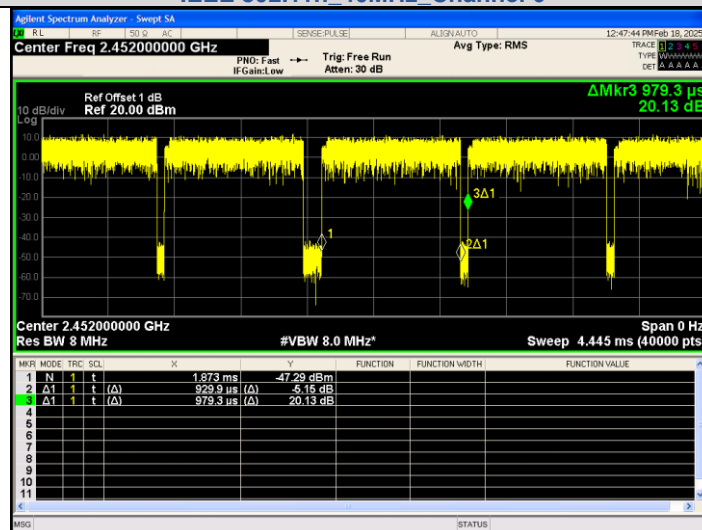 Agilent Spectrum Analyzer - Swept SA
RL RF 50 Ω AC SENSE:PULSE ALIGNAUTO 12:47:44 PMFeb 18, 2025
Center Freq 2.452000000 GHz Avg Type: RMS TRACE 1 2 3 4 5
PNO: Fast Trig: Free Run TYPE
IFGain:Low Atten: 30 dB DET A A A A A
ΔMkr3 979.3 µs
20.13 dB
Ref Offset 1 dB
10 dB/div Ref 20.00 dBm
Log
10.0
0.00
-10.0
-20.0
3Δ1
-30.0
-40.0
1
2Δ1
-50.0
-60.0
-70.0
Center 2.452000000 GHz Span 0 Hz
Res BW 8 MHz #VBW 8.0 MHz* Sweep 4.445 ms (40000 pts
MKR MODE TRC SCL X Y FUNCTION FUNCTION WIDTH FUNCTION VALUE
1 N 1 t 1.873 ms -47.29 dBm
2 Δ1 1 t (Δ) 929.9 µs (Δ) -5.15 dB
3 Δ1 1 t (Δ) 979.3 µs (Δ) 20.13 dB
4
5
6
7
8
9
10
11
MSG STATUS